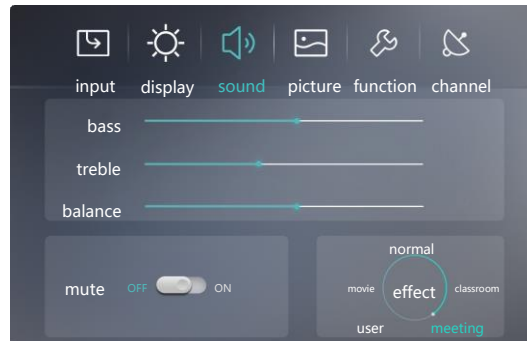 input display sound picture function channel
bass
treble
balance
mute OFF ON
normal
movie effect classroom
user meeting